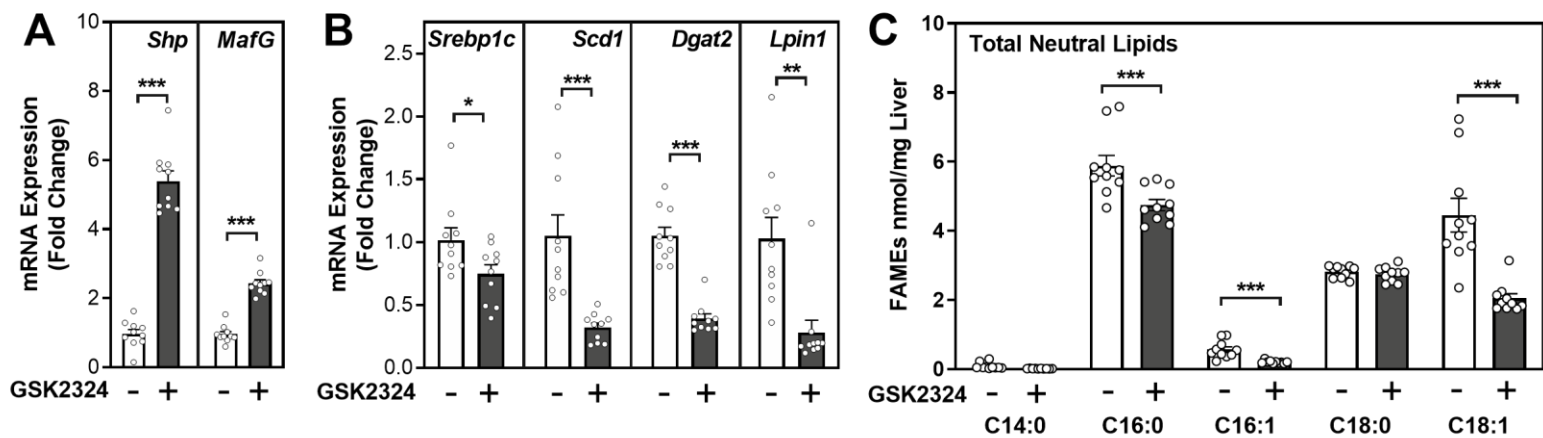 A
Shp MafG
mRNA Expression
(Fold Change)
10
8
6
4
2
0
*** ***
GSK2324 - + - +
B
Srebp1c Scd1 Dgat2 Lpin1
mRNA Expression
(Fold Change)
2.5
2.0
1.5
1.0
0.5
0.0
* *** *** **
GSK2324 - + - + - + - +
C
Total Neutral Lipids
FAMEs nmol/mg Liver
10
8
6
4
2
0
*** *** ***
GSK2324 - + - + - + - + - +
C14:0 C16:0 C16:1 C18:0 C18:1